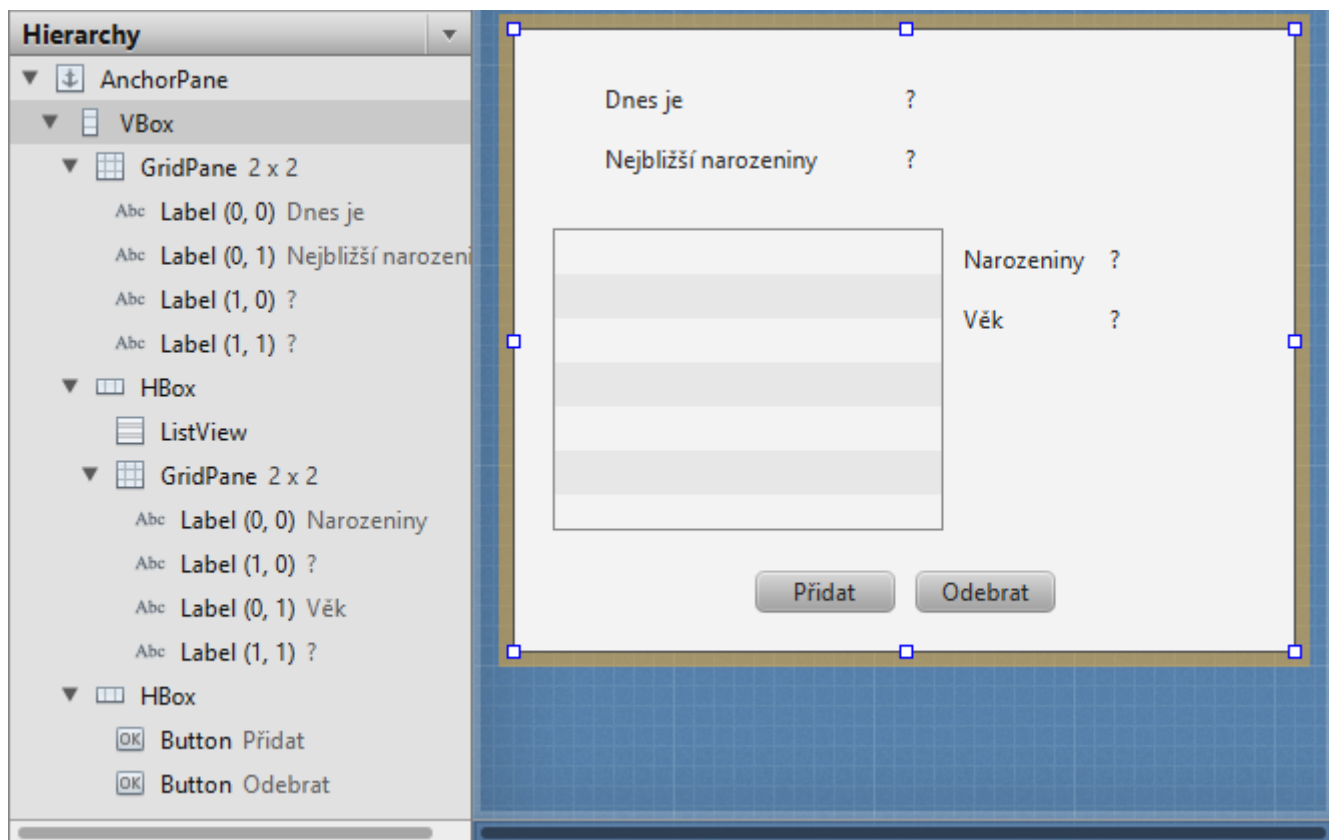 Hierarchy
AnchorPane
VBox
GridPane 2 x 2
Abc Label (0, 0) Dnes je
Abc Label (0, 1) Nejbližší narozeni
Abc Label (1, 0) ?
Abc Label (1, 1) ?
HBox
ListView
GridPane 2 x 2
Abc Label (0, 0) Narozeniny
Abc Label (1, 0) ?
Abc Label (0, 1) Věk
Abc Label (1, 1) ?
HBox
OK Button Přidat
OK Button Odebrat
Dnes je ?
Nejbližší narozeniny ?
Narozeniny ?
Věk ?
Přidat Odebrat